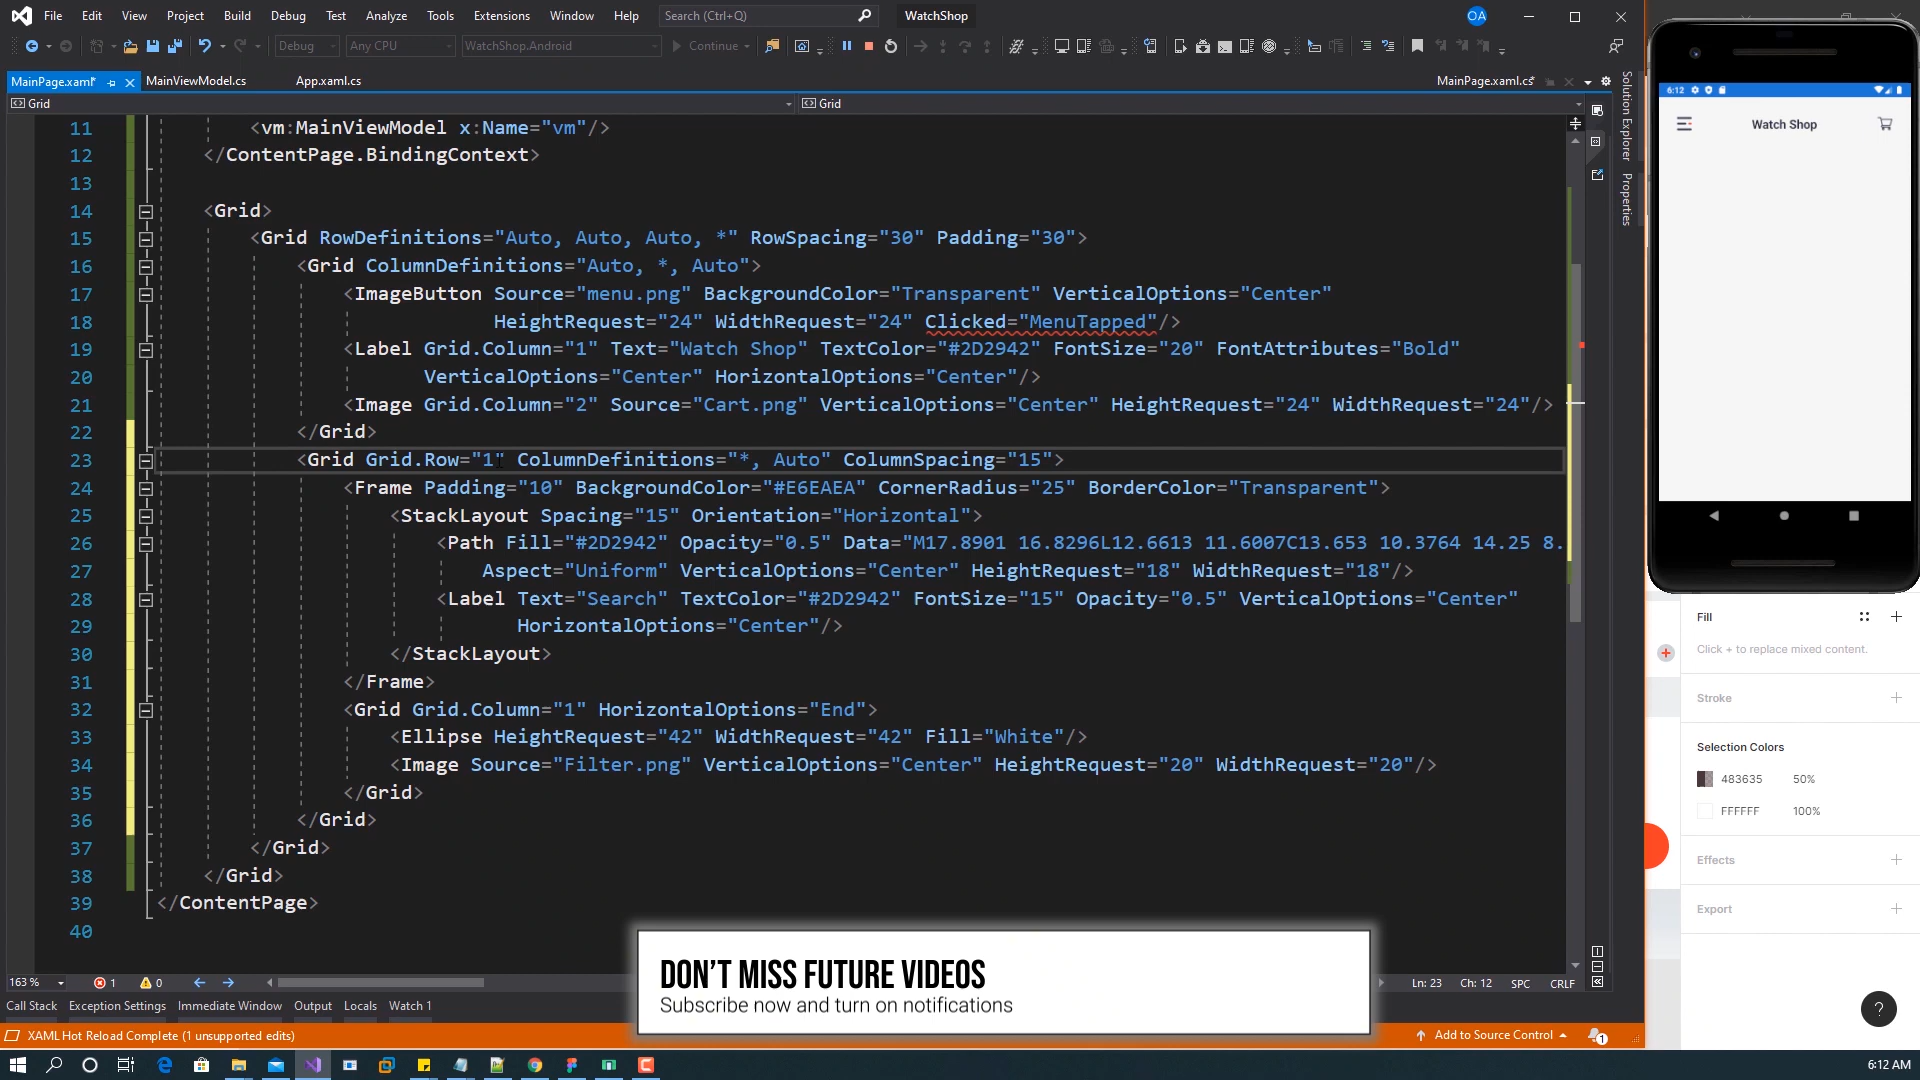 File Edit View Project Build Debug Test Analyze Tools Extensions Window Help Search (Ctrl+Q) WatchShop OA
Debug Any CPU WatchShop.Android Continue
MainPage.xaml* MainViewModel.cs App.xaml.cs MainPage.xaml.cs*
Grid Grid
11 <vm:MainViewModel x:Name="vm"/>
12 </ContentPage.BindingContext>
13
14 <Grid>
15 <Grid RowDefinitions="Auto, Auto, Auto, *" RowSpacing="30" Padding="30">
16 <Grid ColumnDefinitions="Auto, *, Auto">
17 <ImageButton Source="menu.png" BackgroundColor="Transparent" VerticalOptions="Center"
18 HeightRequest="24" WidthRequest="24" Clicked="MenuTapped"/>
19 <Label Grid.Column="1" Text="Watch Shop" TextColor="#2D2942" FontSize="20" FontAttributes="Bold"
20 VerticalOptions="Center" HorizontalOptions="Center"/>
21 <Image Grid.Column="2" Source="Cart.png" VerticalOptions="Center" HeightRequest="24" WidthRequest="24"/>
22 </Grid>
23 <Grid Grid.Row="1" ColumnDefinitions="*, Auto" ColumnSpacing="15">
24 <Frame Padding="10" BackgroundColor="#E6EAEA" CornerRadius="25" BorderColor="Transparent">
25 <StackLayout Spacing="15" Orientation="Horizontal">
26 <Path Fill="#2D2942" Opacity="0.5" Data="M17.8901 16.8296L12.6613 11.6007C13.653 10.3764 14.25 8.
27 Aspect="Uniform" VerticalOptions="Center" HeightRequest="18" WidthRequest="18"/>
28 <Label Text="Search" TextColor="#2D2942" FontSize="15" Opacity="0.5" VerticalOptions="Center"
29 HorizontalOptions="Center"/>
30 </StackLayout>
31 </Frame>
32 <Grid Grid.Column="1" HorizontalOptions="End">
33 <Ellipse HeightRequest="42" WidthRequest="42" Fill="White"/>
34 <Image Source="Filter.png" VerticalOptions="Center" HeightRequest="20" WidthRequest="20"/>
35 </Grid>
36 </Grid>
37 </Grid>
38 </Grid>
39 </ContentPage>
40
Solution Explorer
Properties
6:12
Watch Shop
Fill
Click + to replace mixed content.
Stroke
Selection Colors
483635 50%
FFFFFF 100%
Effects
Export
?
DON'T MISS FUTURE VIDEOS
Subscribe now and turn on notifications
163 % 1 0 Ln: 23 Ch: 12 SPC CRLF
Call Stack Exception Settings Immediate Window Output Locals Watch 1
XAML Hot Reload Complete (1 unsupported edits) Add to Source Control 1
6:12 AM